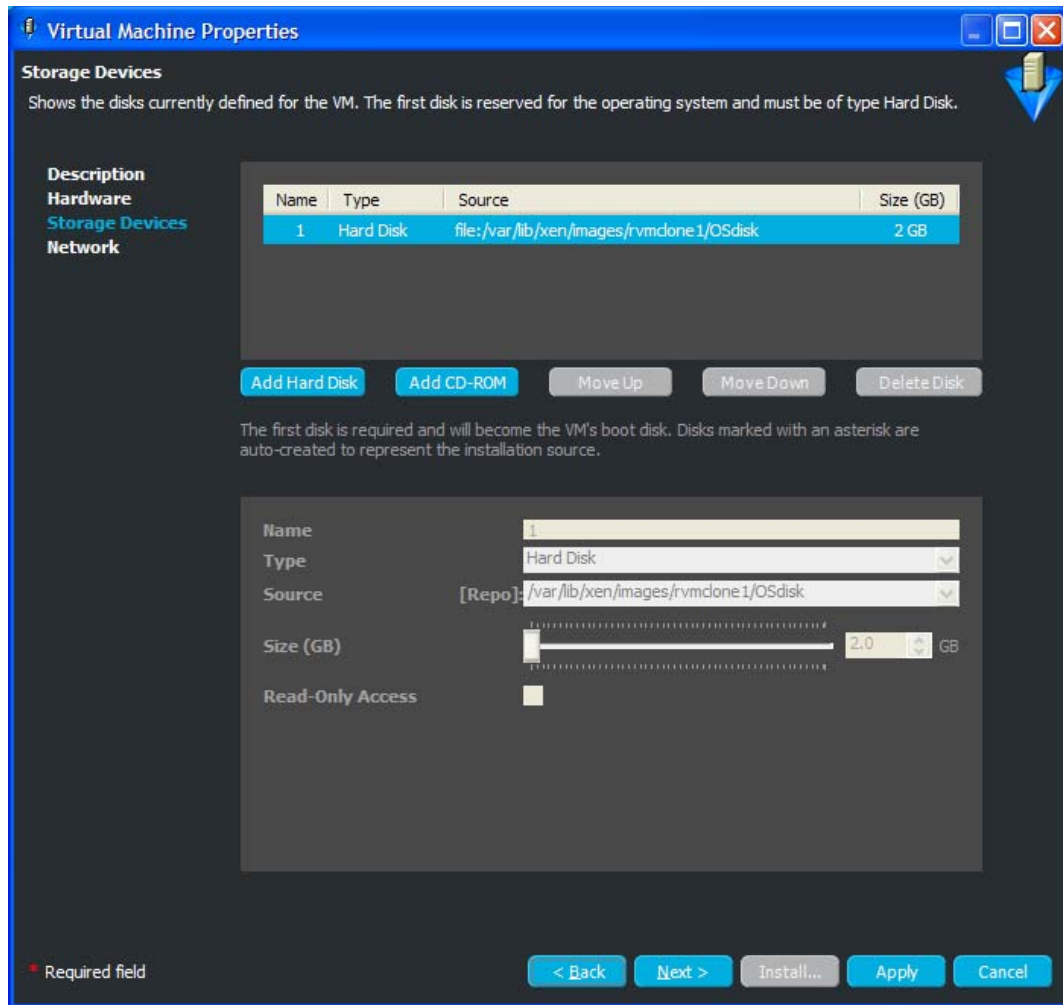 Virtual Machine Properties
Storage Devices
Shows the disks currently defined for the VM. The first disk is reserved for the operating system and must be of type Hard Disk.
Description
Hardware
Storage Devices
Network
Name Type Source Size (GB)
1 Hard Disk file:/var/lib/xen/images/rvmclone1/OSdisk 2 GB
Add Hard Disk Add CD-ROM Move Up Move Down Delete Disk
The first disk is required and will become the VM's boot disk. Disks marked with an asterisk are
auto-created to represent the installation source.
Name 1
Type Hard Disk
Source [Repo]: /var/lib/xen/images/rvmclone1/OSdisk
Size (GB) 2.0 GB
Read-Only Access
* Required field < Back Next > Install... Apply Cancel